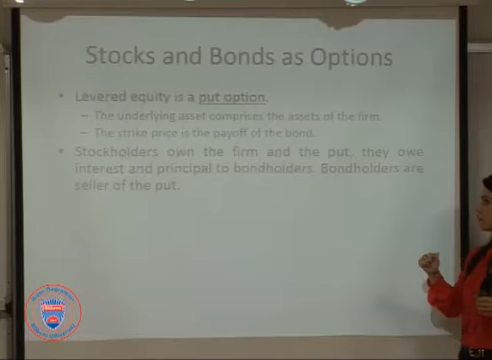 Stocks and Bonds as Options
• Levered equity is a put option.
– The underlying asset comprises the assets of the firm.
– The strike price is the payoff of the bond.
• Stockholders own the firm and the put, they owe
interest and principal to bondholders. Bondholders are
seller of the put.